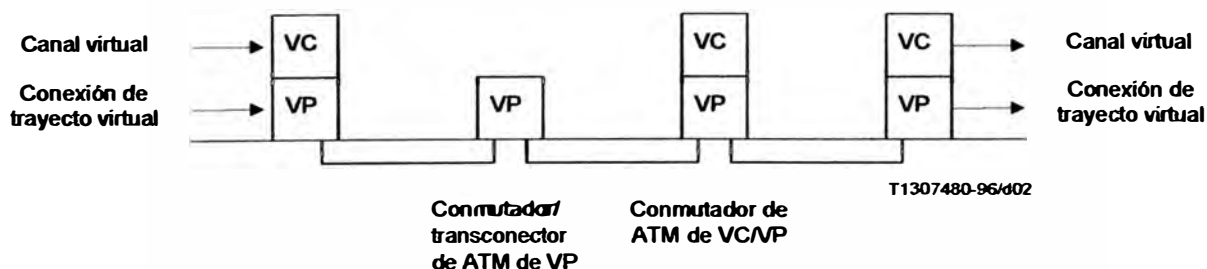 Canal virtual
VC
VC
VC
Canal virtual
Conexión de
trayecto virtual
VP
VP
VP
VP
Conexión de
trayecto virtual
T1307480-96/d02
Conmutador/
transconector
de ATM de VP
Conmutador de
ATM de VC/VP